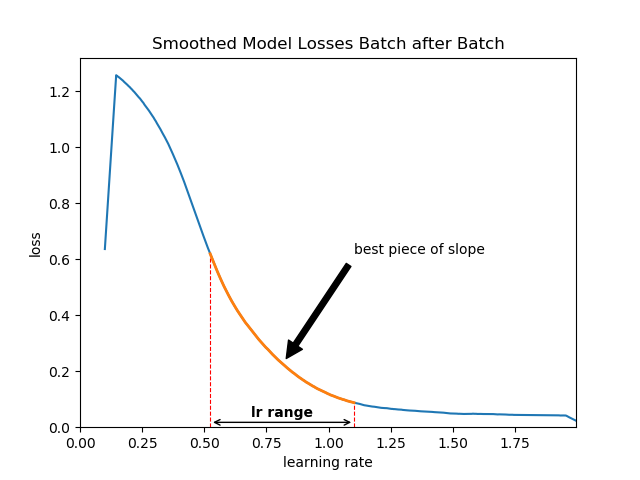 Smoothed Model Losses Batch after Batch
1.2
1.0
0.8
0.6
0.4
0.2
0.0
loss
best piece of slope
lr range
0.00 0.25 0.50 0.75 1.00 1.25 1.50 1.75
learning rate